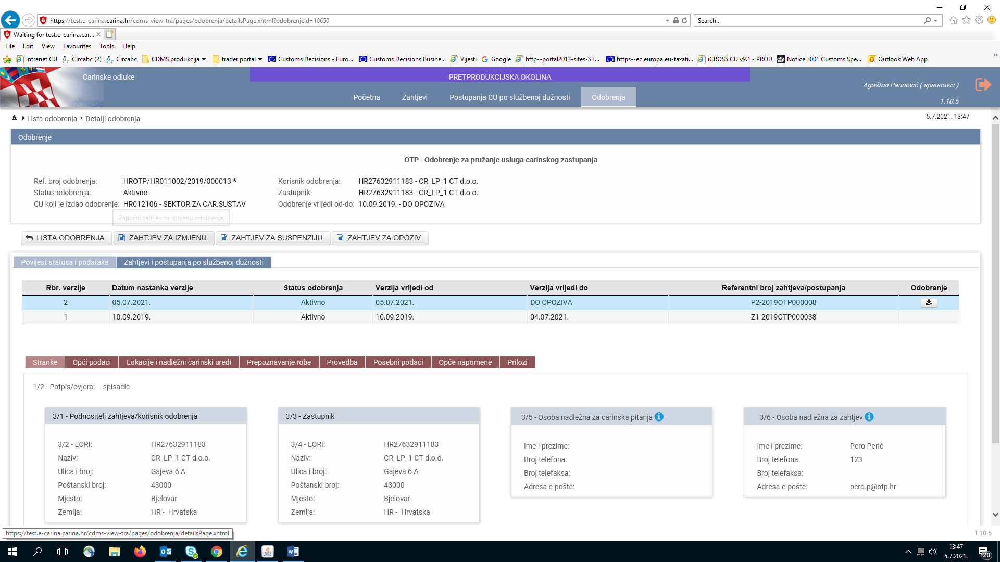 https://test.e-carina.carina.hr/cdms-view-tra/pages/odobrenja/detailsPage.xhtml?odobrenjeId=10650
Search...
Waiting for test.e-carina.car...
File Edit View Favourites Tools Help
Intranet CU Circabc (2) Circabc CDMS produkcija trader portal Customs Decisions - Euro... Customs Decisions Business... Vijesti Google http--portal2013-sites-ST... https--ec.europa.eu-taxati... iCROSS CU v9.1 - PROD Notice 3001 Customs Spe... Outlook Web App »
Carinske odluke
PRETPRODUKCIJSKA OKOLINA
Agošton Paunović ( apaunovic )
Početna Zahtjevi Postupanja CU po službenoj dužnosti Odobrenja
1.10.5
Lista odobrenja Detalji odobrenja
5.7.2021. 13:47
Odobrenje
OTP - Odobrenje za pružanje usluga carinskog zastupanja
Ref. broj odobrenja: HROTP/HR011002/2019/000013 * Korisnik odobrenja: HR27632911183 - CR_LP_1 CT d.o.o.
Status odobrenja: Aktivno Zastupnik: HR27632911183 - CR_LP_1 CT d.o.o.
CU koji je izdao odobrenje: HR012106 - SEKTOR ZA CAR.SUSTAV Odobrenje vrijedi od-do: 10.09.2019. - DO OPOZIVA
Započni zahtjev za izmjenu odobrenja
LISTA ODOBRENJA ZAHTJEV ZA IZMJENU ZAHTJEV ZA SUSPENZIJU ZAHTJEV ZA OPOZIV
Povijest statusa i podataka Zahtjevi i postupanja po službenoj dužnosti
Rbr. verzije Datum nastanka verzije Status odobrenja Verzija vrijedi od Verzija vrijedi do Referentni broj zahtjeva/postupanja Odobrenje
2 05.07.2021. Aktivno 05.07.2021. DO OPOZIVA P2-2019OTP000008
1 10.09.2019. Aktivno 10.09.2019. 04.07.2021. Z1-2019OTP000038
Stranke Opći podaci Lokacije i nadležni carinski uredi Prepoznavanje robe Provedba Posebni podaci Opće napomene Prilozi
1/2 - Potpis/ovjera: spisacic
3/1 - Podnositelj zahtjeva/korisnik odobrenja
3/2 - EORI: HR27632911183
Naziv: CR_LP_1 CT d.o.o.
Ulica i broj: Gajeva 6 A
Poštanski broj: 43000
Mjesto: Bjelovar
Zemlja: HR - Hrvatska
3/3 - Zastupnik
3/4 - EORI: HR27632911183
Naziv: CR_LP_1 CT d.o.o.
Ulica i broj: Gajeva 6 A
Poštanski broj: 43000
Mjesto: Bjelovar
Zemlja: HR - Hrvatska
3/5 - Osoba nadležna za carinska pitanja
Ime i prezime:
Broj telefona:
Broj telefaksa:
Adresa e-pošte:
3/6 - Osoba nadležna za zahtjev
Ime i prezime: Pero Perić
Broj telefona: 123
Broj telefaksa:
Adresa e-pošte: pero.p@otp.hr
https://test.e-carina.carina.hr/cdms-view-tra/pages/odobrenja/detailsPage.xhtml
1.10.5
13:47
5.7.2021.
20